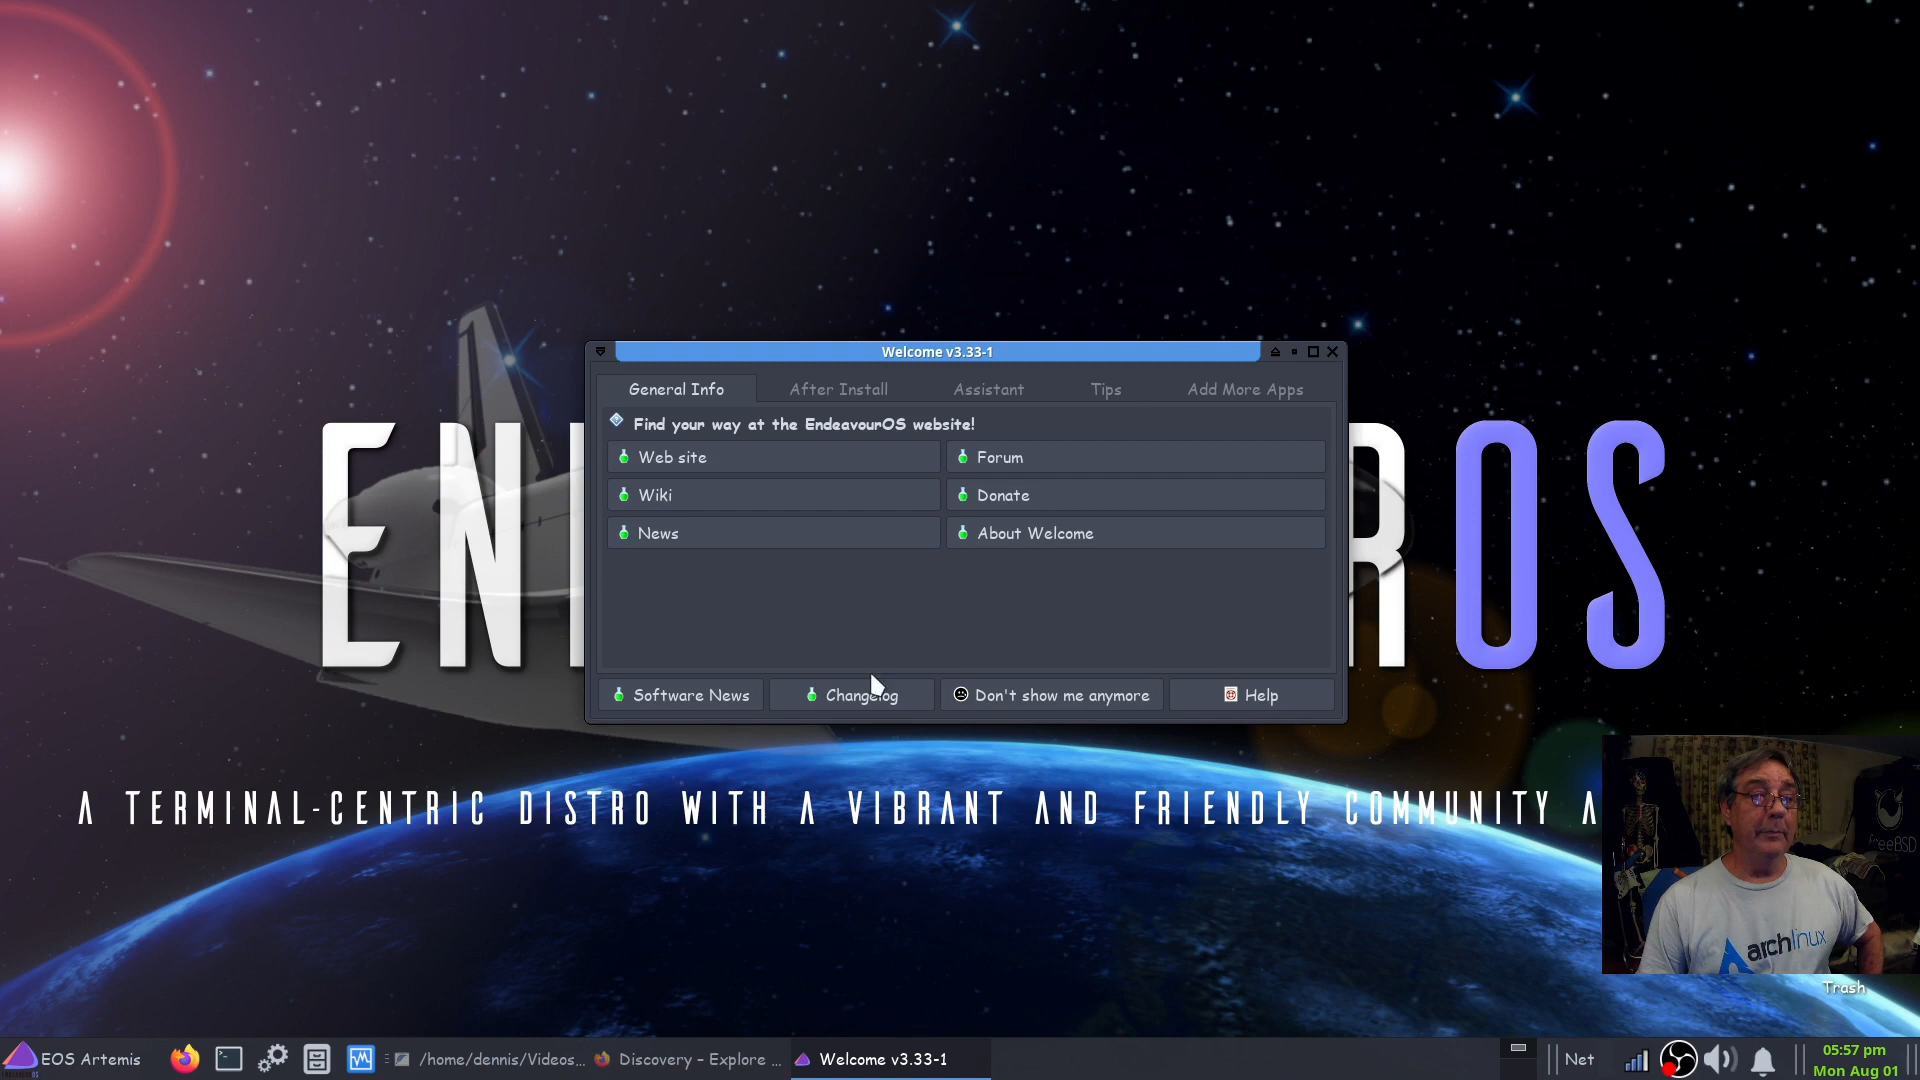 Welcome v3.33-1
General Info After Install Assistant Tips Add More Apps
Find your way at the EndeavourOS website!
Web site Forum
Wiki Donate
News About Welcome
Software News Changelog Don't show me anymore Help
EN R OS
A TERMINAL-CENTRIC DISTRO WITH A VIBRANT AND FRIENDLY COMMUNITY A
freeBSD
archlinux
Trash
EOS Artemis /home/dennis/Videos... Discovery – Explore ... Welcome v3.33-1 Net 05:57 pm
Mon Aug 01